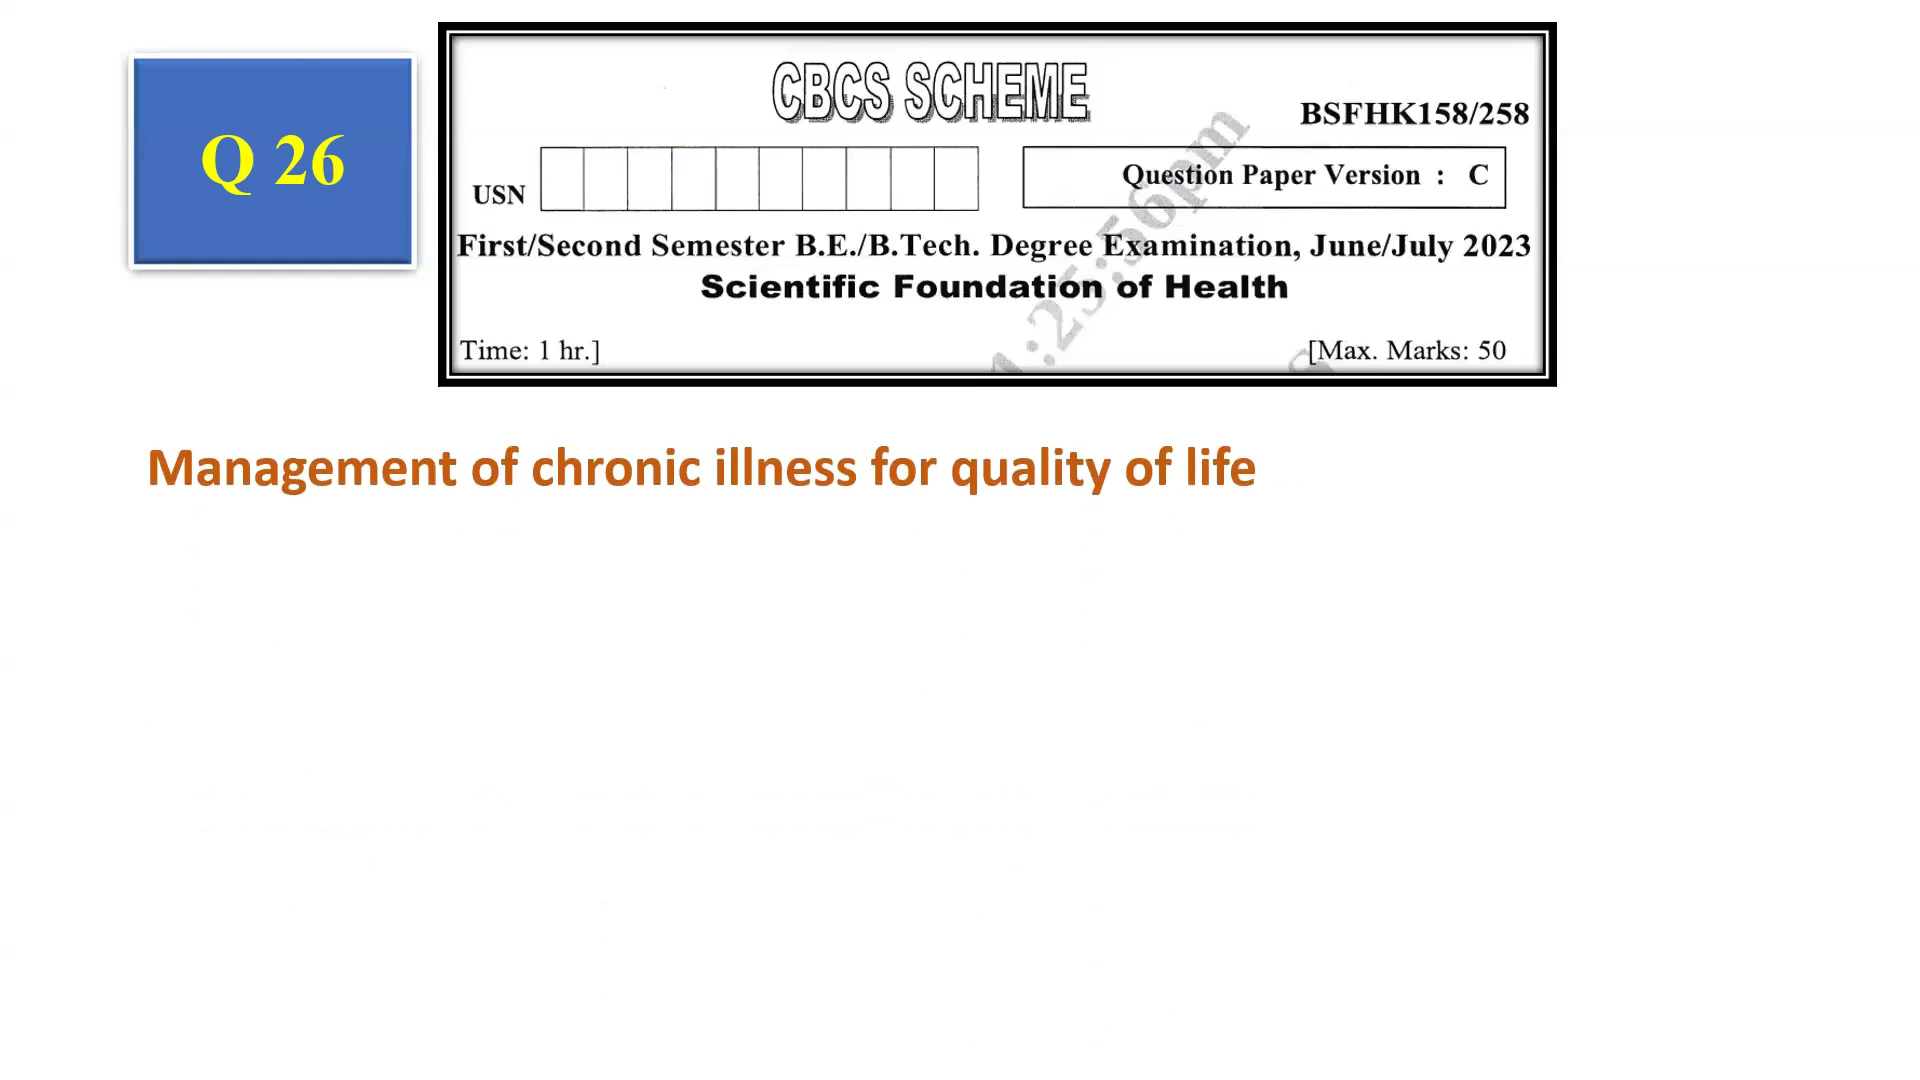 Q 26
CBCS SCHEME
BSFHK158/258
USN
Question Paper Version : C
First/Second Semester B.E./B.Tech. Degree Examination, June/July 2023
Scientific Foundation of Health
Time: 1 hr.]
[Max. Marks: 50
Management of chronic illness for quality of life